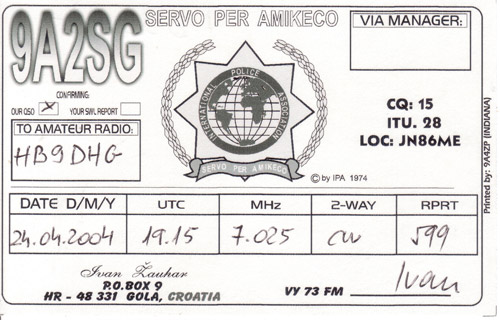 9A2SG
SERVO PER AMIKECO
VIA MANAGER:
CONFIRMING:
OUR QSO X YOUR SWL REPORT
TO AMATEUR RADIO:
HB9DHG
INTERNATIONAL POLICE ASSOCIATION
SERVO PER AMIKECO
© by IPA 1974
CQ: 15
ITU. 28
LOC: JN86ME
Printed by: 9A4ZP (INDIANA)
DATE D/M/Y UTC MHz 2-WAY RPRT
24.04.2004 19.15 7.025 CW 599
Ivan Žauhar
P.O.BOX 9
HR - 48 331 GOLA, CROATIA
VY 73 FM Ivan